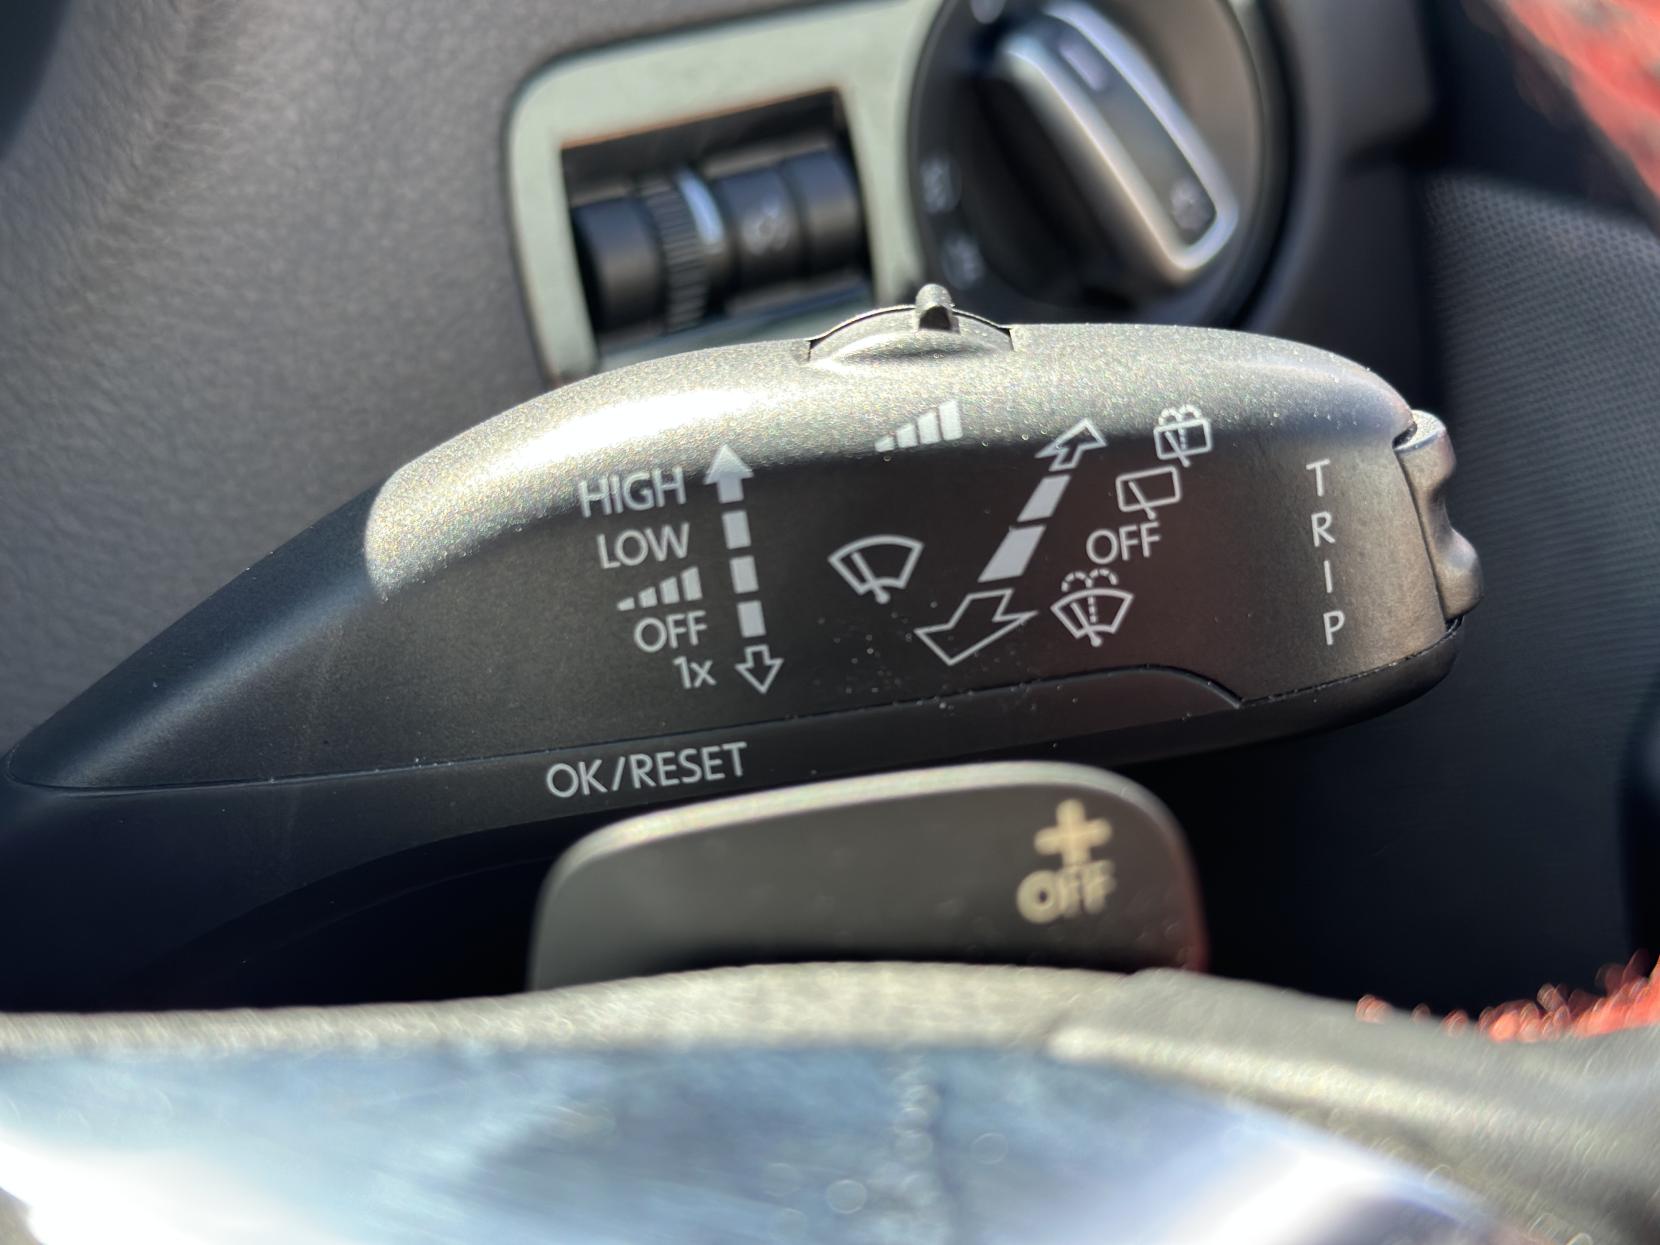 HIGH
LOW
OFF
1x
OFF
TRIP
OK/RESET
+
OFF